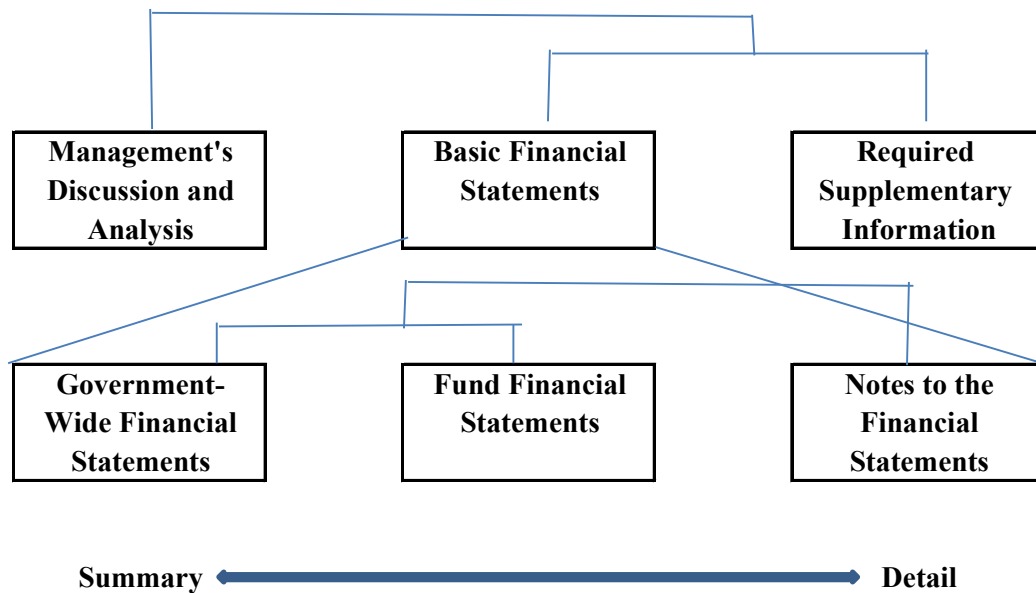 Management's
Discussion and
Analysis
Basic Financial
Statements
Required
Supplementary
Information
Government-
Wide Financial
Statements
Fund Financial
Statements
Notes to the
Financial
Statements
Summary
Detail